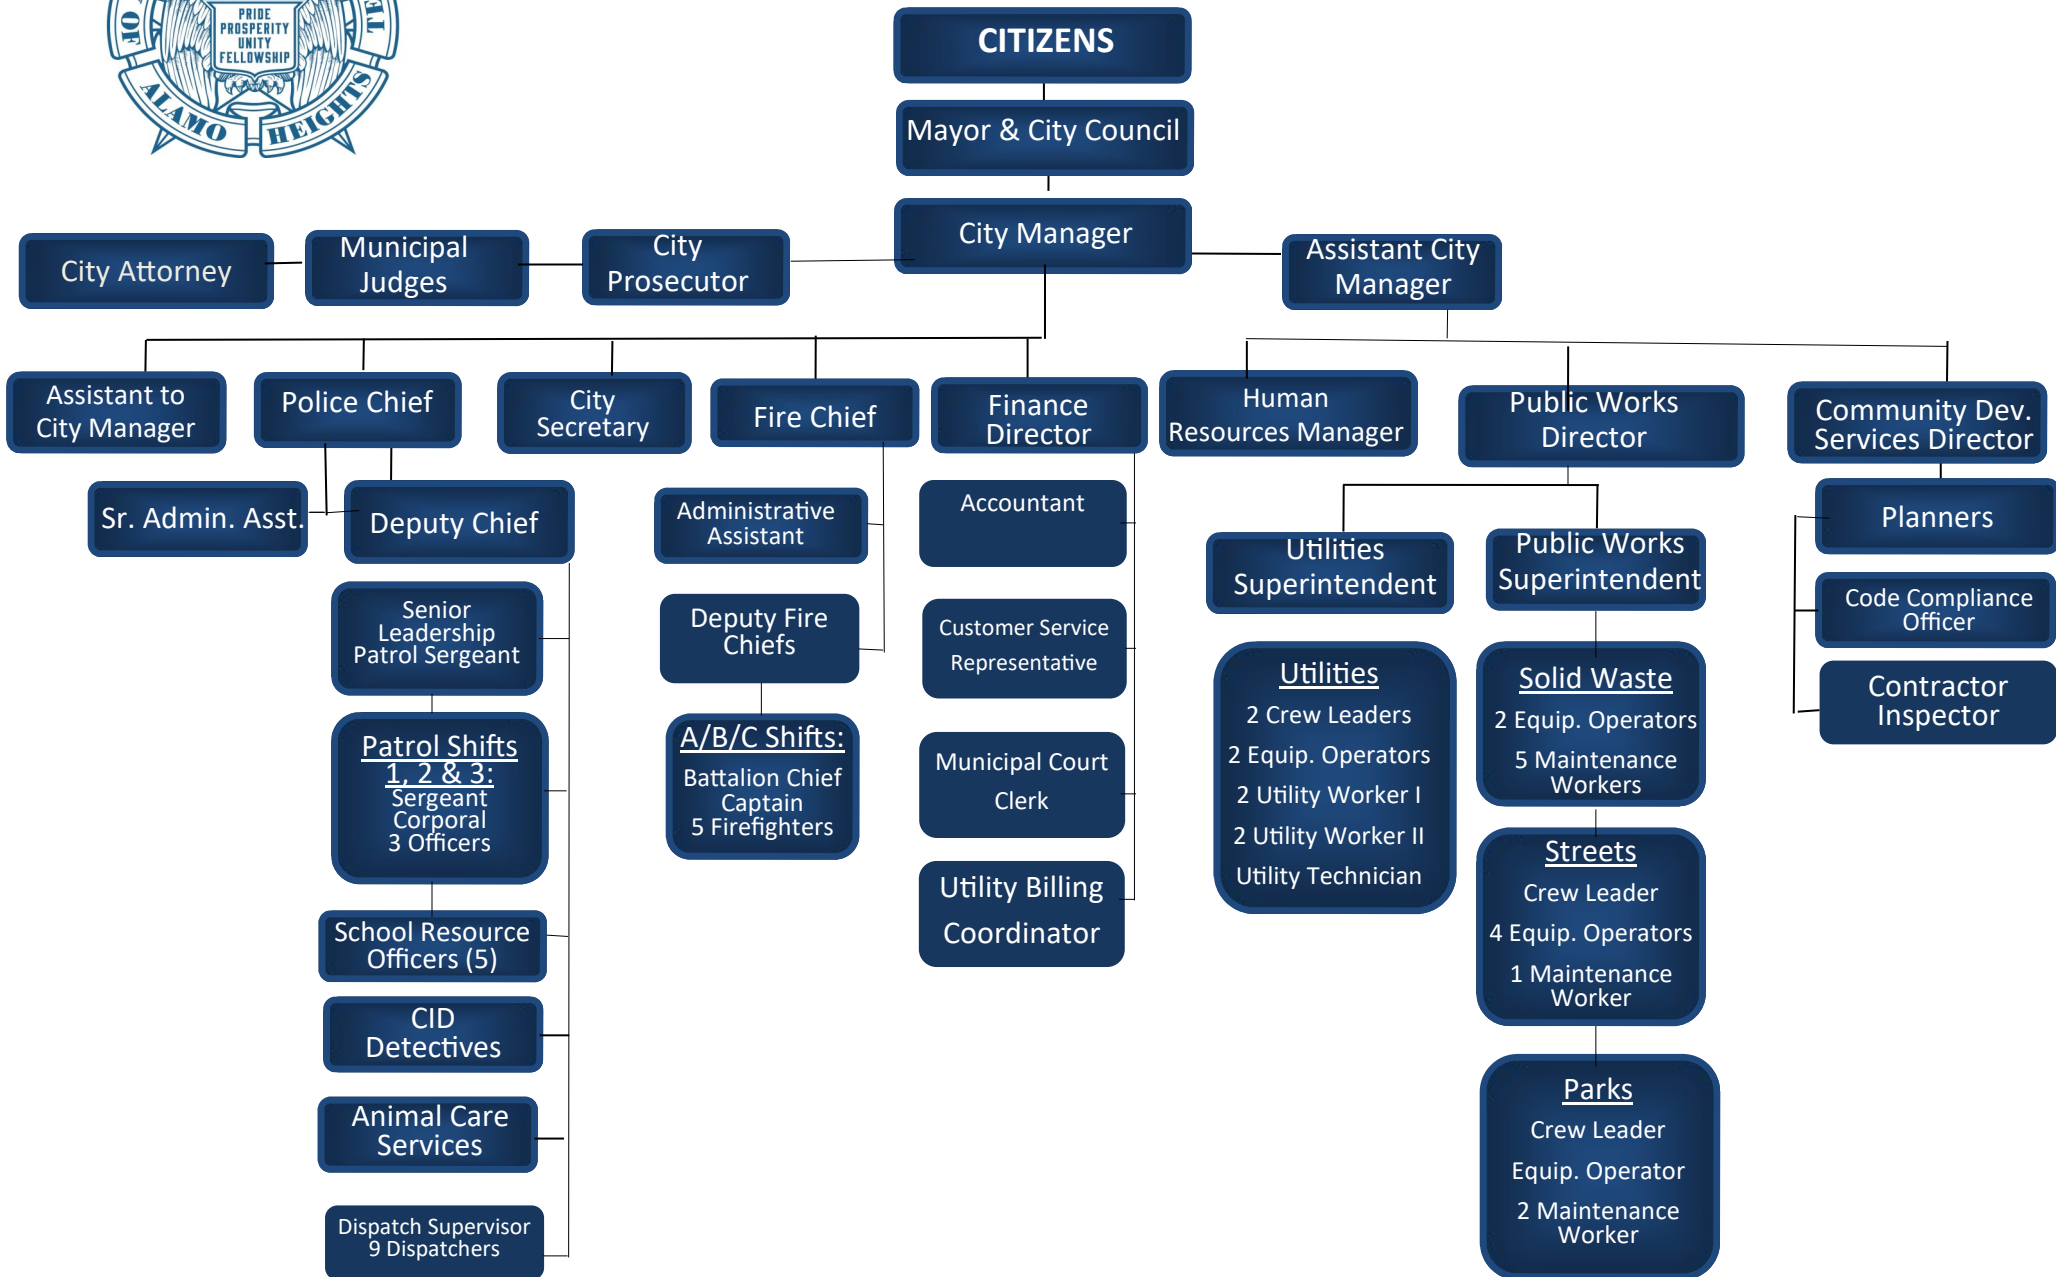 PRIDE
PROSPERITY
UNITY
FELLOWSHIP
ALAMO HEIGHTS
CITIZENS
Mayor & City Council
City Manager
City Attorney
Municipal
Judges
City
Prosecutor
Assistant City
Manager
Assistant to
City Manager
Police Chief
City
Secretary
Fire Chief
Finance
Director
Human
Resources Manager
Public Works
Director
Community Dev.
Services Director
Sr. Admin. Asst.
Deputy Chief
Senior
Leadership
Patrol Sergeant
Patrol Shifts
1, 2 & 3:
Sergeant
Corporal
3 Officers
School Resource
Officers (5)
CID
Detectives
Animal Care
Services
Dispatch Supervisor
9 Dispatchers
Administrative
Assistant
Deputy Fire
Chiefs
A/B/C Shifts:
Battalion Chief
Captain
5 Firefighters
Accountant
Customer Service
Representative
Municipal Court
Clerk
Utility Billing
Coordinator
Utilities
Superintendent
Utilities
2 Crew Leaders
2 Equip. Operators
2 Utility Worker I
2 Utility Worker II
Utility Technician
Public Works
Superintendent
Solid Waste
2 Equip. Operators
5 Maintenance
Workers
Streets
Crew Leader
4 Equip. Operators
1 Maintenance
Worker
Parks
Crew Leader
Equip. Operator
2 Maintenance
Worker
Planners
Code Compliance
Officer
Contractor
Inspector